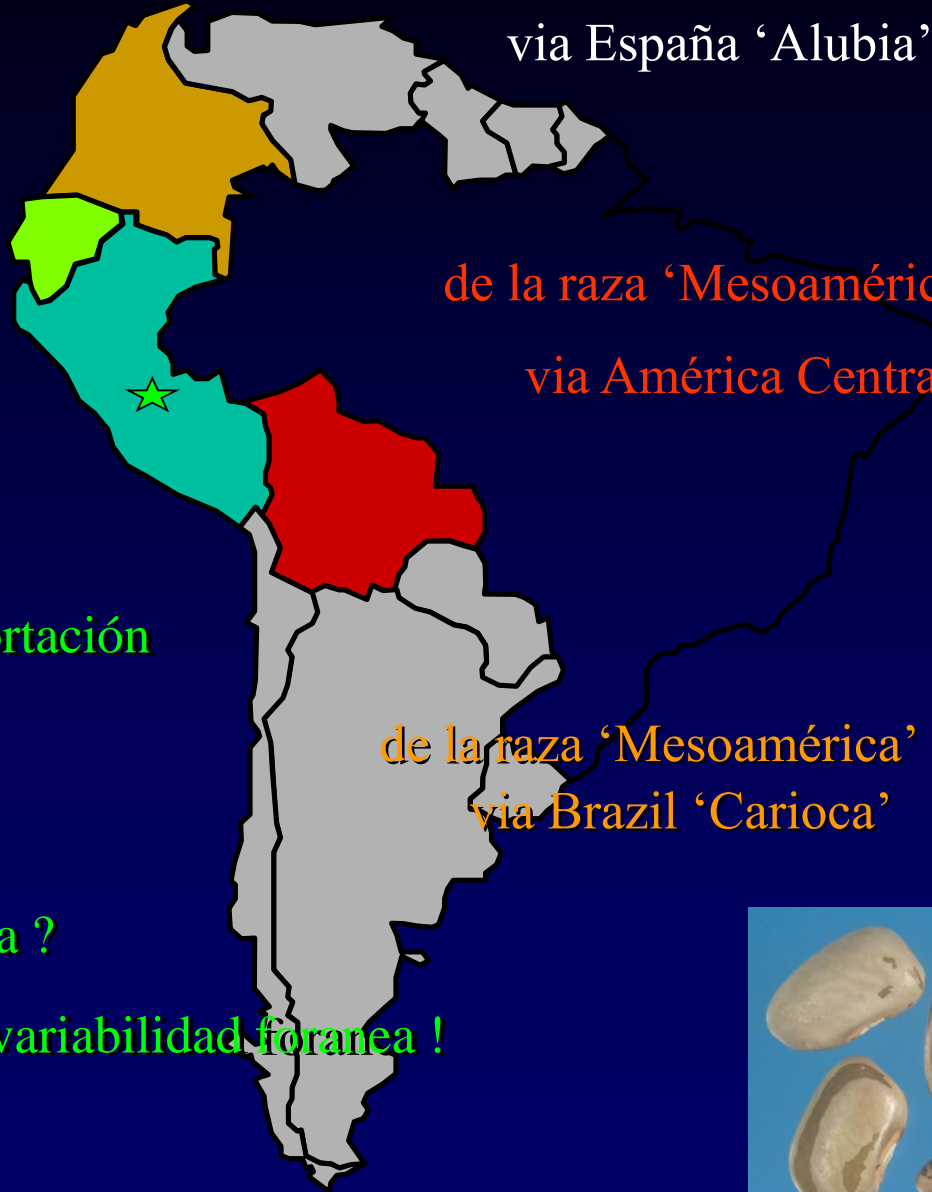 via España ‘Alubia’
de la raza ‘Mesoaméric
via América Centra
rtación
de la raza ‘Mesoamérica’
via Brazil ‘Carioca’
a ?
variabilidad foranea !